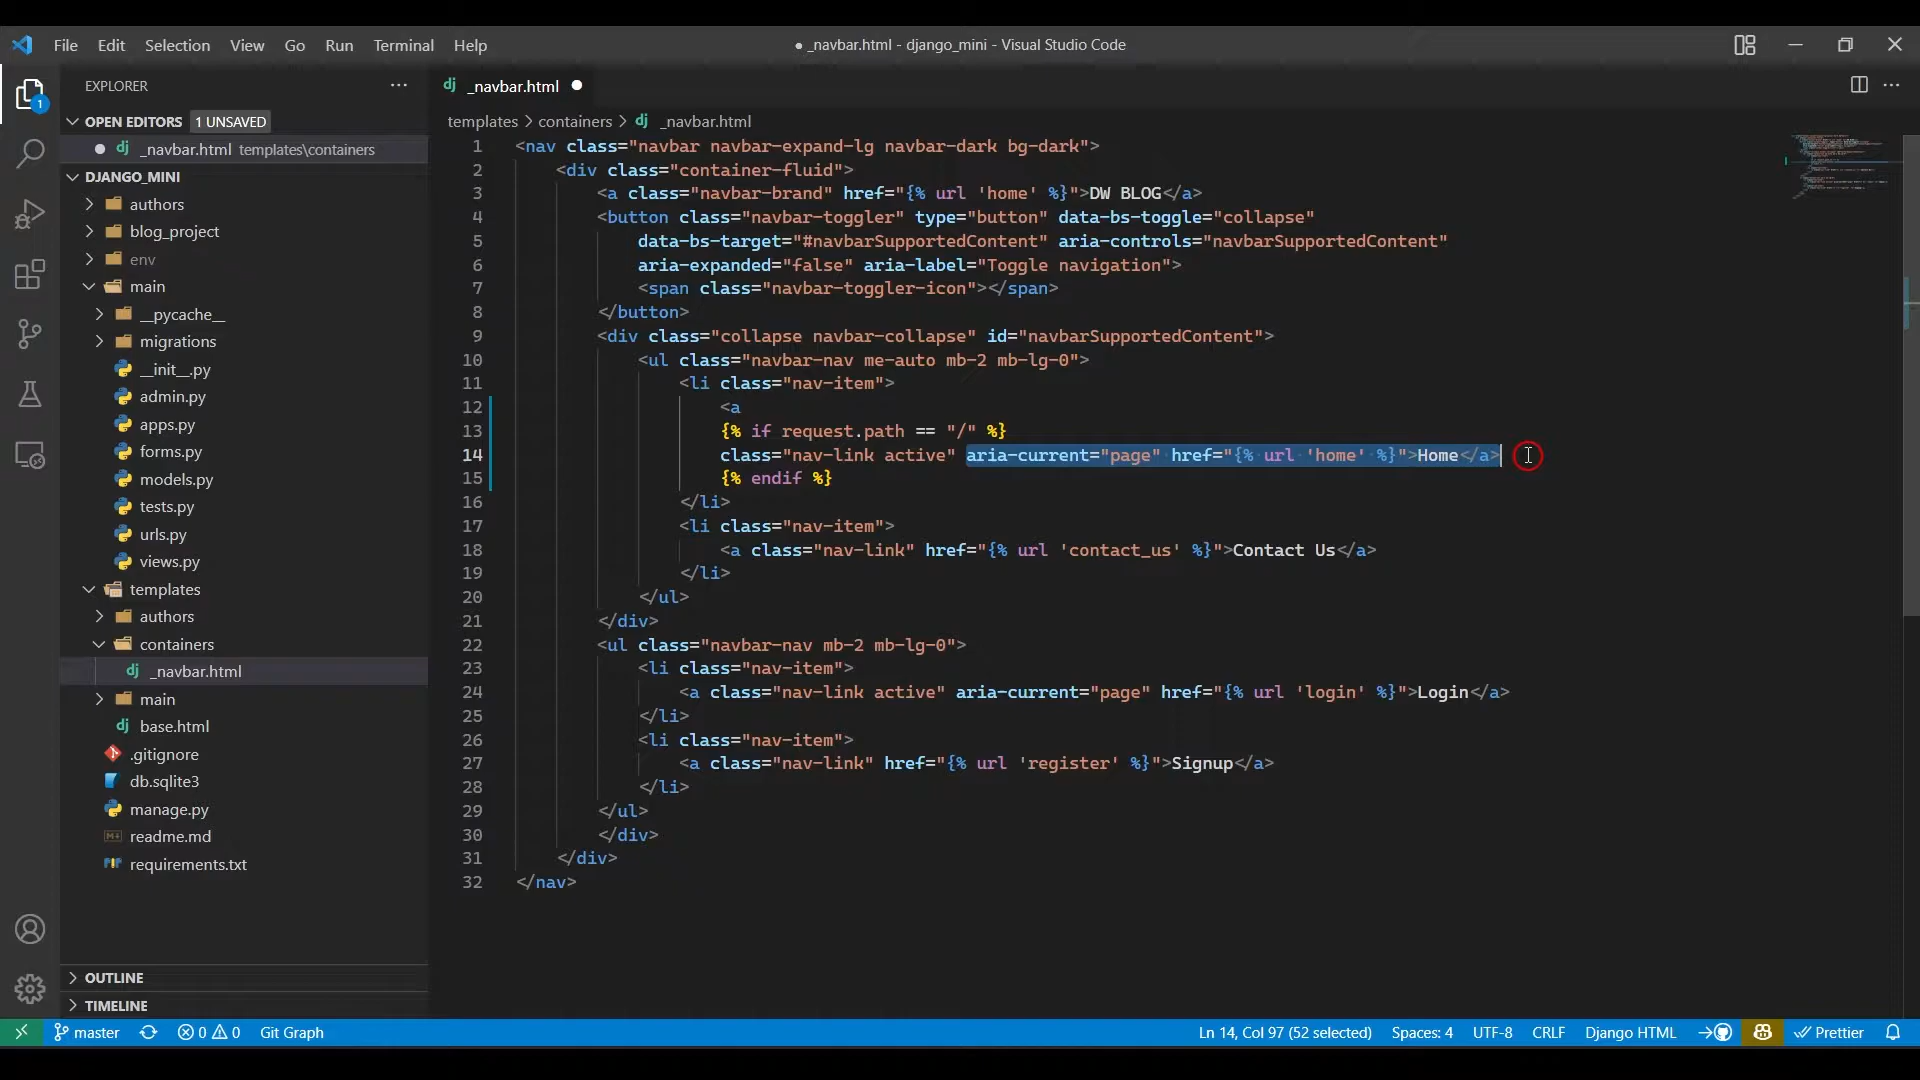 File Edit Selection View Go Run Terminal Help
● _navbar.html - django_mini - Visual Studio Code
EXPLORER
1
OPEN EDITORS 1 UNSAVED
_navbar.html templates\containers
DJANGO_MINI
authors
blog_project
env
main
__pycache__
migrations
__init__.py
admin.py
apps.py
forms.py
models.py
tests.py
urls.py
views.py
templates
authors
containers
_navbar.html
main
base.html
.gitignore
db.sqlite3
manage.py
readme.md
requirements.txt
OUTLINE
TIMELINE
dj _navbar.html
templates > containers > dj _navbar.html
1 <nav class="navbar navbar-expand-lg navbar-dark bg-dark">
2 <div class="container-fluid">
3 <a class="navbar-brand" href="{% url 'home' %}">DW BLOG</a>
4 <button class="navbar-toggler" type="button" data-bs-toggle="collapse"
5 data-bs-target="#navbarSupportedContent" aria-controls="navbarSupportedContent"
6 aria-expanded="false" aria-label="Toggle navigation">
7 <span class="navbar-toggler-icon"></span>
8 </button>
9 <div class="collapse navbar-collapse" id="navbarSupportedContent">
10 <ul class="navbar-nav me-auto mb-2 mb-lg-0">
11 <li class="nav-item">
12 <a
13 {% if request.path == "/" %}
14 class="nav-link active" aria-current="page" href="{% url 'home' %}">Home</a>
15 {% endif %}
16 </li>
17 <li class="nav-item">
18 <a class="nav-link" href="{% url 'contact_us' %}">Contact Us</a>
19 </li>
20 </ul>
21 </div>
22 <ul class="navbar-nav mb-2 mb-lg-0">
23 <li class="nav-item">
24 <a class="nav-link active" aria-current="page" href="{% url 'login' %}">Login</a>
25 </li>
26 <li class="nav-item">
27 <a class="nav-link" href="{% url 'register' %}">Signup</a>
28 </li>
29 </ul>
30 </div>
31 </div>
32 </nav>
master 0 0 Git Graph
Ln 14, Col 97 (52 selected) Spaces: 4 UTF-8 CRLF Django HTML Prettier